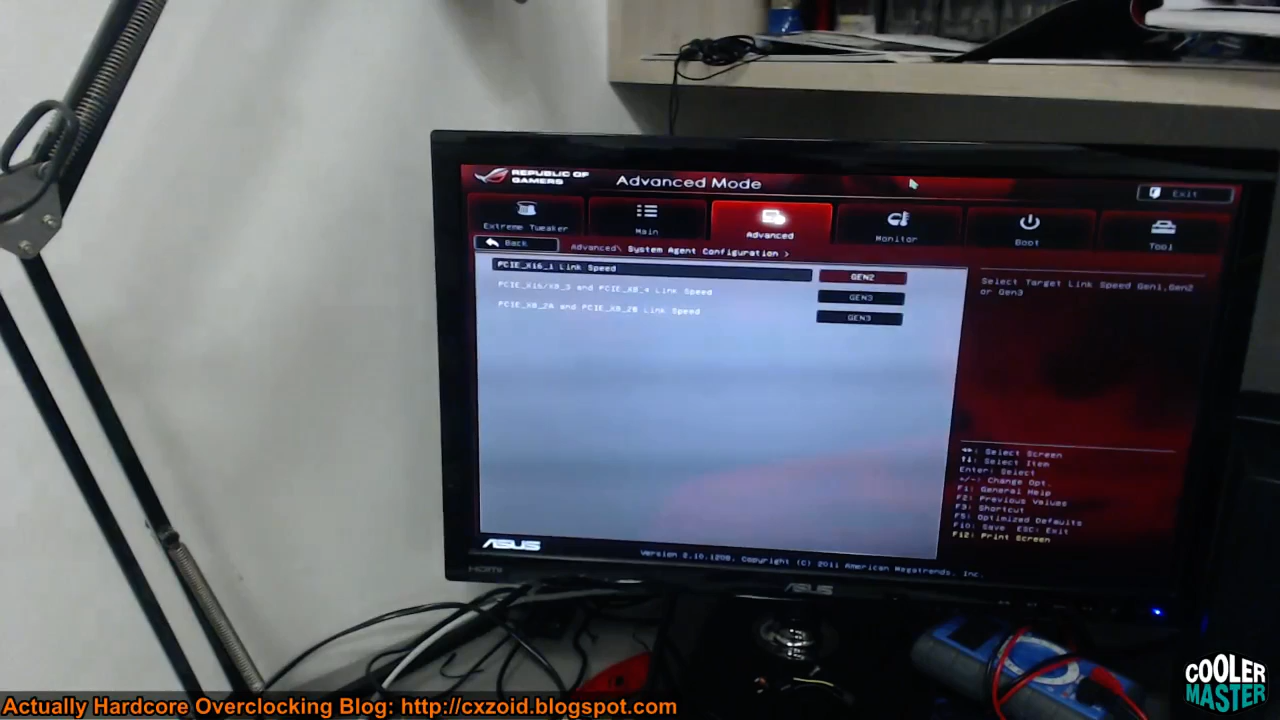 REPUBLIC OF
GAMERS
Advanced Mode
Exit
Extreme Tweaker
Main
Advanced
Monitor
Boot
Tool
Back
Advanced\ System Agent Configuration >
PCIE_X16_1 Link Speed
GEN2
PCIE_X16/X8_3 and PCIE_X8_4 Link Speed
GEN3
PCIE_X8_2A and PCIE_X8_2B Link Speed
GEN3
Select Target Link Speed Gen1,Gen2
or Gen3
: Select Screen
: Select Item
Enter: Select
+/-: Change Opt.
F1: General Help
F2: Previous Values
F3: Shortcut
F5: Optimized Defaults
F10: Save ESC: Exit
F12: Print Screen
ASUS
Version 2.10.1208. Copyright (C) 2011 American Megatrends, Inc.
HDMI
ASUS
COOLER
MASTER
Actually Hardcore Overclocking Blog: http://cxzoid.blogspot.com